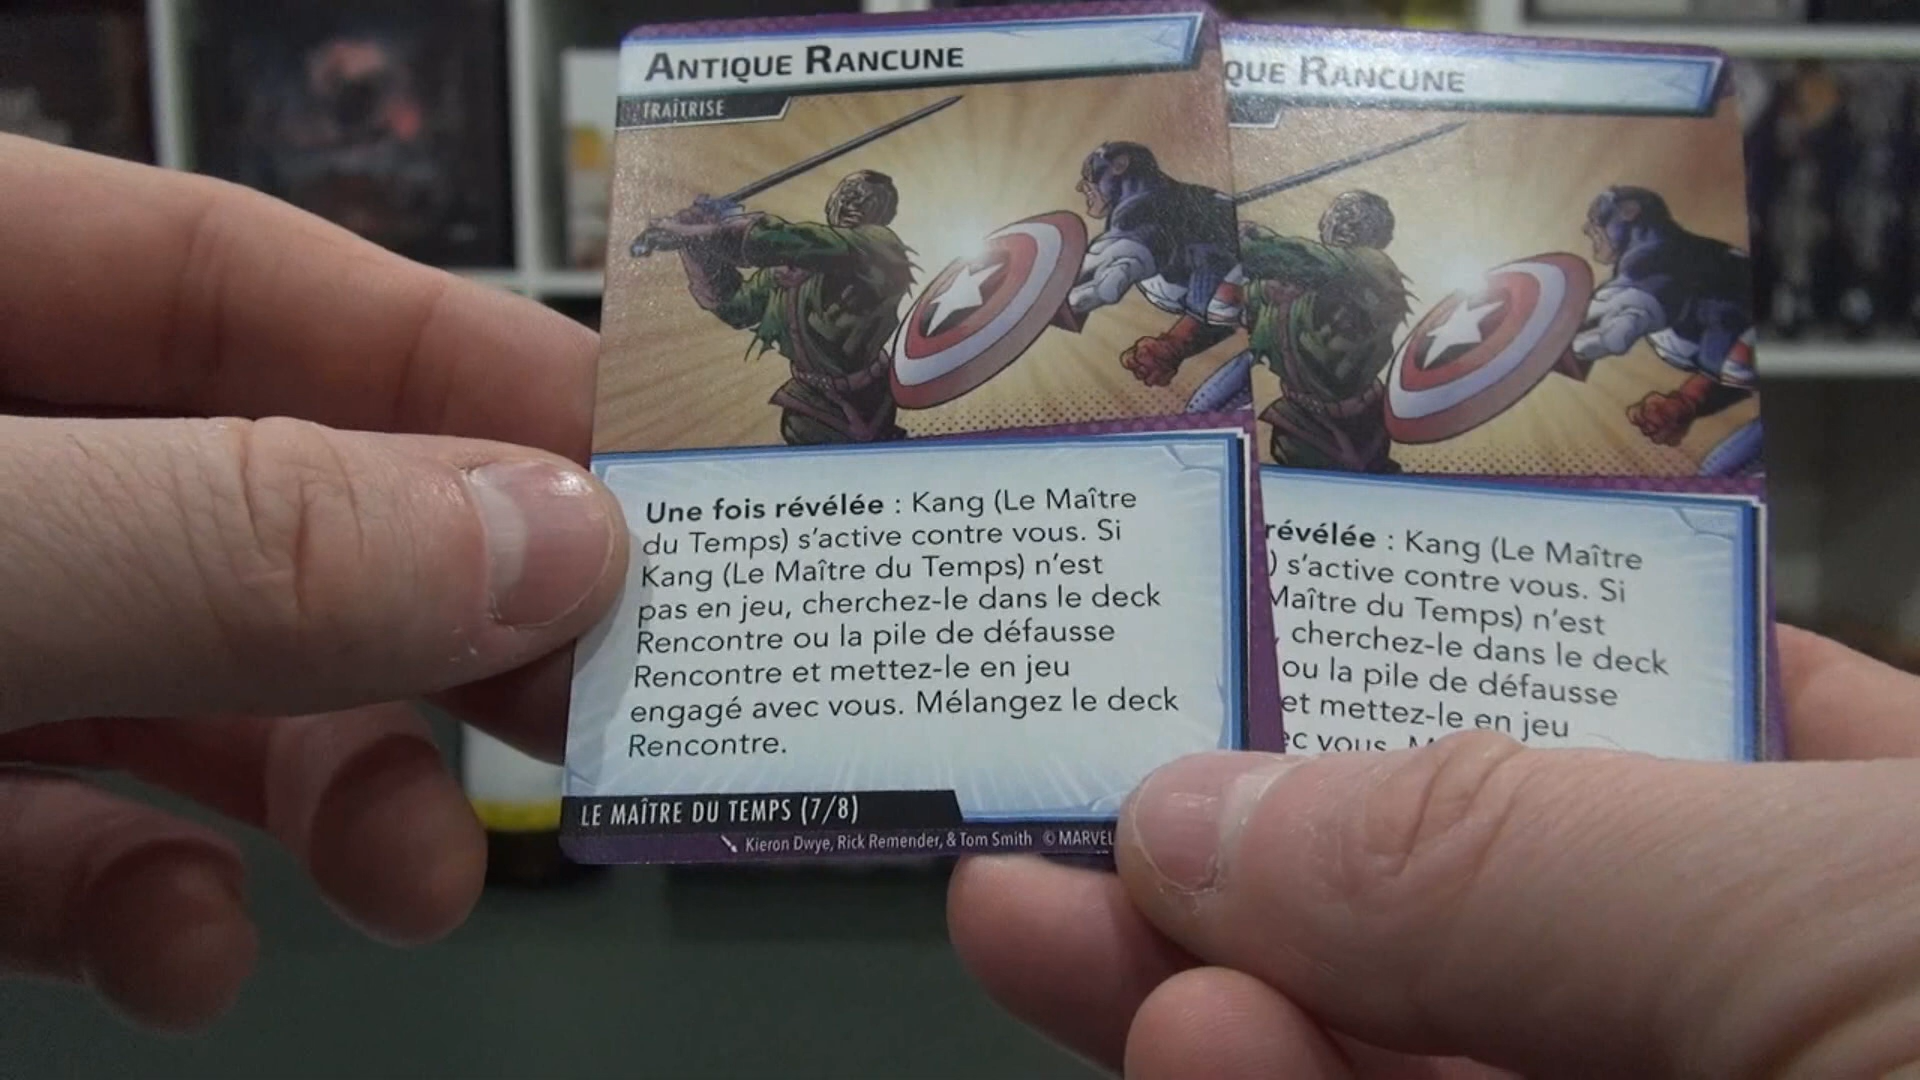 ANTIQUE RANCUNE
TRAÎTRISE
Une fois révélée : Kang (Le Maître
du Temps) s'active contre vous. Si
Kang (Le Maître du Temps) n'est
pas en jeu, cherchez-le dans le deck
Rencontre ou la pile de défausse
Rencontre et mettez-le en jeu
engagé avec vous. Mélangez le deck
Rencontre.
LE MAÎTRE DU TEMPS (7/8)
Kieron Dwye, Rick Remender, & Tom Smith © MARVEL
QUE RANCUNE
révélée : Kang (Le Maître
) s'active contre vous. Si
Maître du Temps) n'est
, cherchez-le dans le deck
ou la pile de défausse
et mettez-le en jeu
ec vous. M